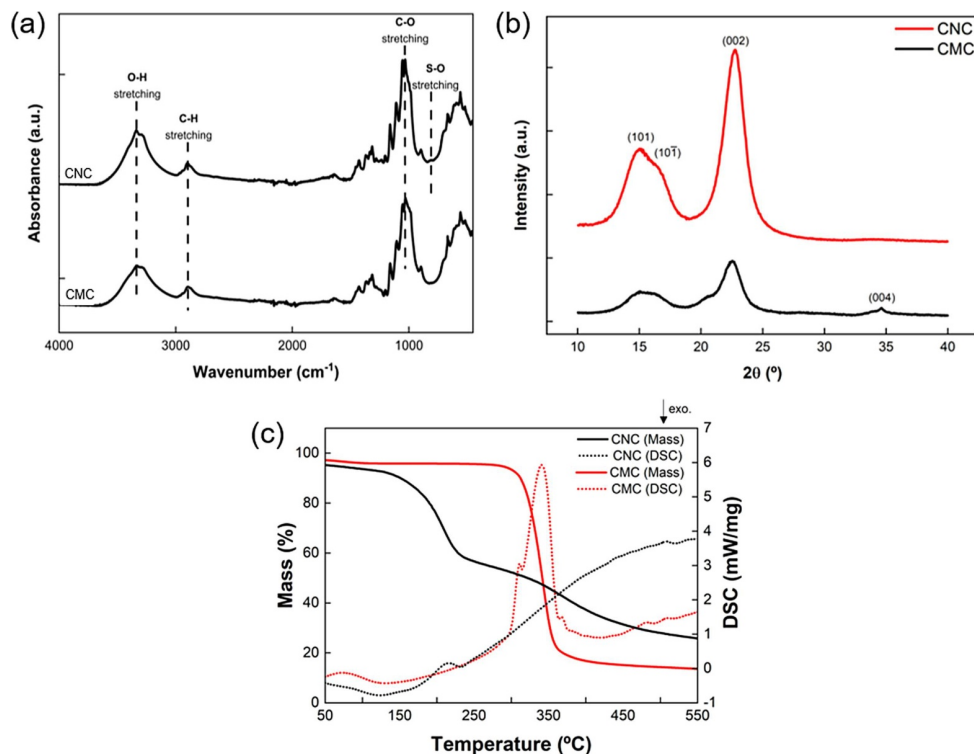 (a)
C-O
stretching
S-O
stretching
O-H
stretching
C-H
stretching
CNC
CMC
Absorbance (a.u.)
4000 3000 2000 1000
Wavenumber (cm⁻¹)
(b)
CNC
CMC
(002)
(101)
(101̅)
(004)
Intensity (a.u.)
10 15 20 25 30 35 40
2θ (º)
(c)
exo.
CNC (Mass)
CNC (DSC)
CMC (Mass)
CMC (DSC)
100
80
60
40
20
0
Mass (%)
7
6
5
4
3
2
1
0
-1
DSC (mW/mg)
50 150 250 350 450 550
Temperature (ºC)